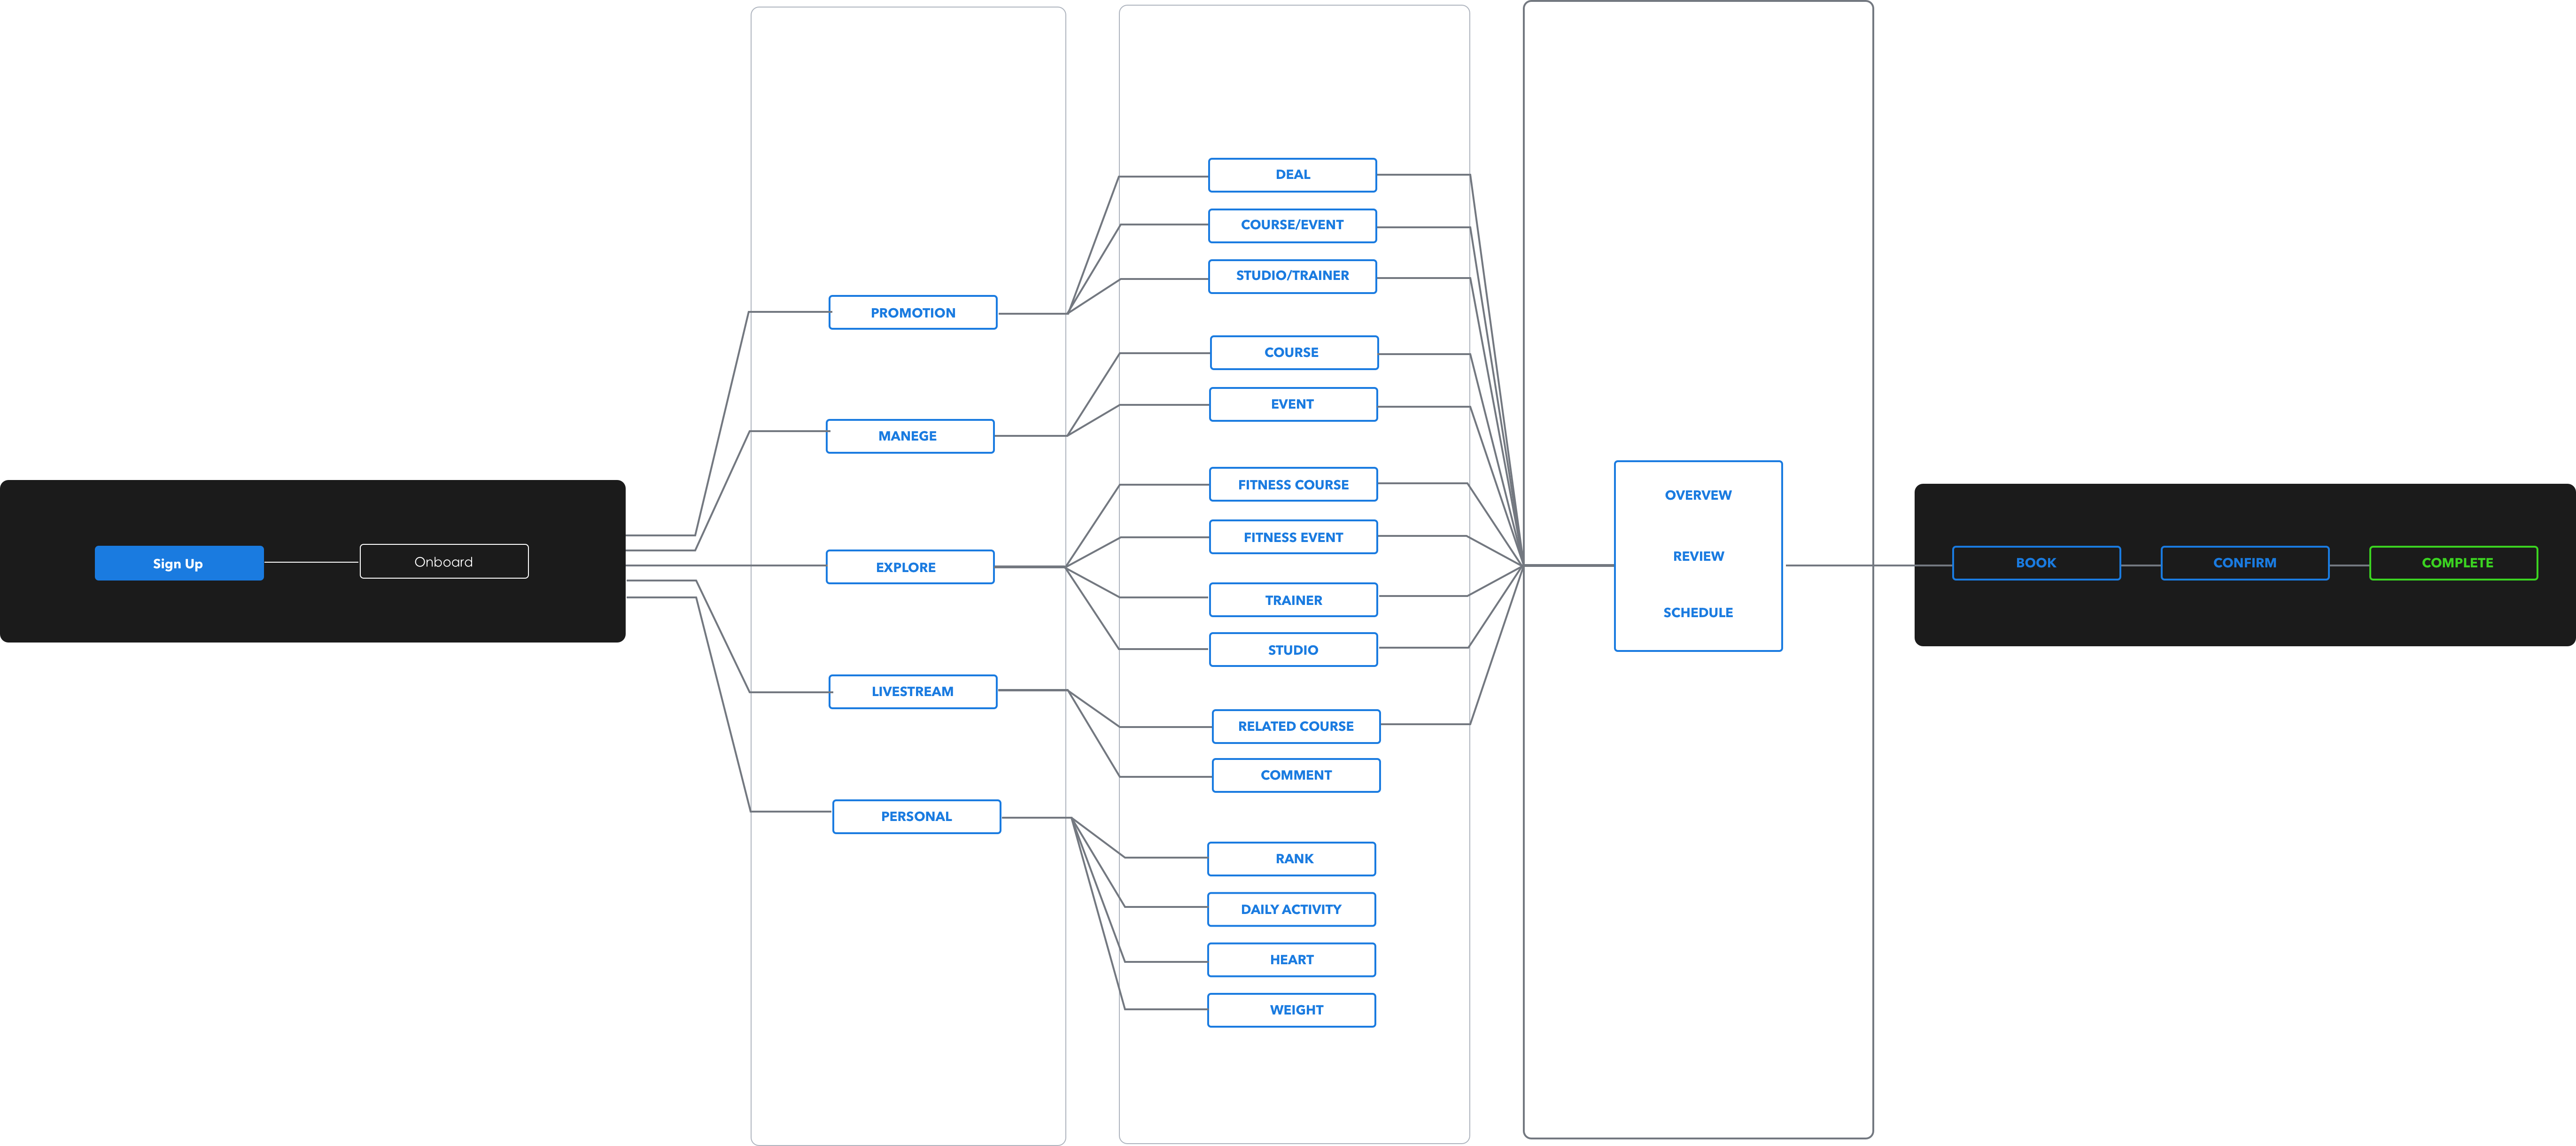 Sign Up
Onboard
PROMOTION
MANEGE
EXPLORE
LIVESTREAM
PERSONAL
DEAL
COURSE/EVENT
STUDIO/TRAINER
COURSE
EVENT
FITNESS COURSE
FITNESS EVENT
TRAINER
STUDIO
RELATED COURSE
COMMENT
RANK
DAILY ACTIVITY
HEART
WEIGHT
OVERVEW
REVIEW
SCHEDULE
BOOK
CONFIRM
COMPLETE